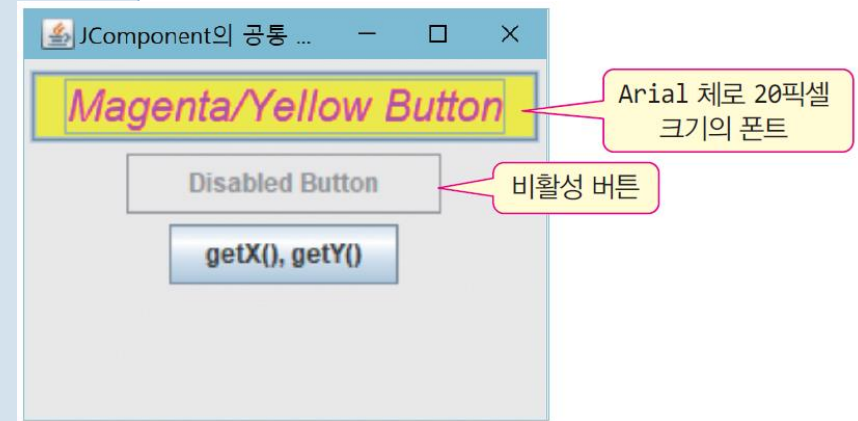 JComponent의 공통 ...
Magenta/Yellow Button
Arial 체로 20픽셀
크기의 폰트
Disabled Button
비활성 버튼
getX(), getY()